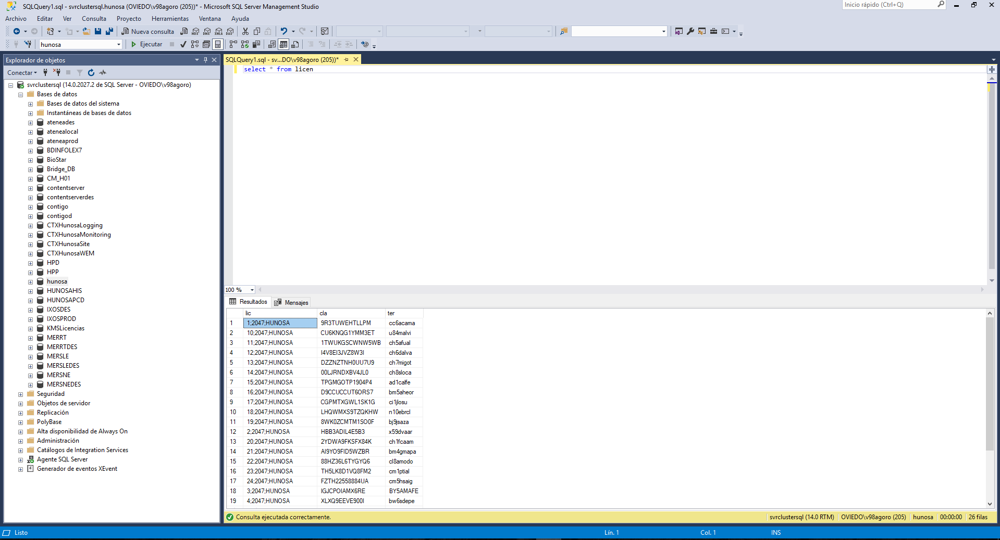 SQLQuery1.sql - svrclustersql.hunosa (OVIEDO\v98agoro (205))* - Microsoft SQL Server Management Studio
Inicio rápido (Ctrl+Q)
Archivo Editar Ver Consulta Proyecto Herramientas Ventana Ayuda
Nueva consulta MDX DMX XMLA DAX
hunosa Ejecutar
Explorador de objetos
SQLQuery1.sql - sv...DO\v98agoro (205))*
Conectar
select * from licen
svrclustersql (14.0.2027.2 de SQL Server - OVIEDO\v98agoro)
Bases de datos
Bases de datos del sistema
Instantáneas de bases de datos
ateneades
atenealocal
ateneaprod
BDINFOLEX7
BioStar
Bridge_DB
CM_H01
contentserver
contentserverdes
contigo
contigod
CTXHunosaLogging
CTXHunosaMonitoring
CTXHunosaSite
CTXHunosaWEM
HPD
HPP
hunosa
HUNOSAHIS
HUNOSAPCD
IXOSDES
IXOSPROD
KMSLicencias
MERRT
MERRTDES
MERSLE
MERSLEDES
MERSNE
MERSNEDES
Seguridad
Objetos de servidor
Replicación
PolyBase
Alta disponibilidad de Always On
Administración
Catálogos de Integration Services
Agente SQL Server
Generador de eventos XEvent
100 %
Resultados Mensajes
lic cla ter
1 1;2047;HUNOSA 9R3TUWEHTLLPM cc6acama
2 10;2047;HUNOSA CU6KNQG1YMM3ET u84malvi
3 11;2047;HUNOSA 1TWUKGSCWNW5WB ch5afual
4 12;2047;HUNOSA I4V8EI3JVZ8W3I ch6dalva
5 13;2047;HUNOSA DZZNZTNH0UU7U9 ch7migot
6 14;2047;HUNOSA 00LJRNDXBV4JL0 ch8sloca
7 15;2047;HUNOSA TPGMGOTP1904P4 ad1calfe
8 16;2047;HUNOSA D9CCUCCUT6ORS7 bm5aheor
9 17;2047;HUNOSA CGPMTXGWL1SK1G ci1jlosu
10 18;2047;HUNOSA LHQWMXS9TZQKHW n10ebrcl
11 19;2047;HUNOSA 8WK0ZCMTM1SO0F bj9jsaza
12 2;2047;HUNOSA HBB3ADIL4E5B3 x59dvaar
13 20;2047;HUNOSA 2YDWA9FKSFX84K ch1fcaam
14 21;2047;HUNOSA AI9YO9FID5WZBR bm4gmapa
15 22;2047;HUNOSA 88HZ36L6TYGYQ6 cl8amodo
16 23;2047;HUNOSA TH5LK8D1VQ8FM2 cm1ptial
17 24;2047;HUNOSA FZTH22558884UA cm5hsaig
18 3;2047;HUNOSA IGJCPOIAMX6RE BY5AMAFE
19 4;2047;HUNOSA XLXQ9EEVE900I bw6sdepe
Consulta ejecutada correctamente. svrclustersql (14.0 RTM) OVIEDO\v98agoro (205) hunosa 00:00:00 26 filas
Listo Lín. 1 Col. 1 INS